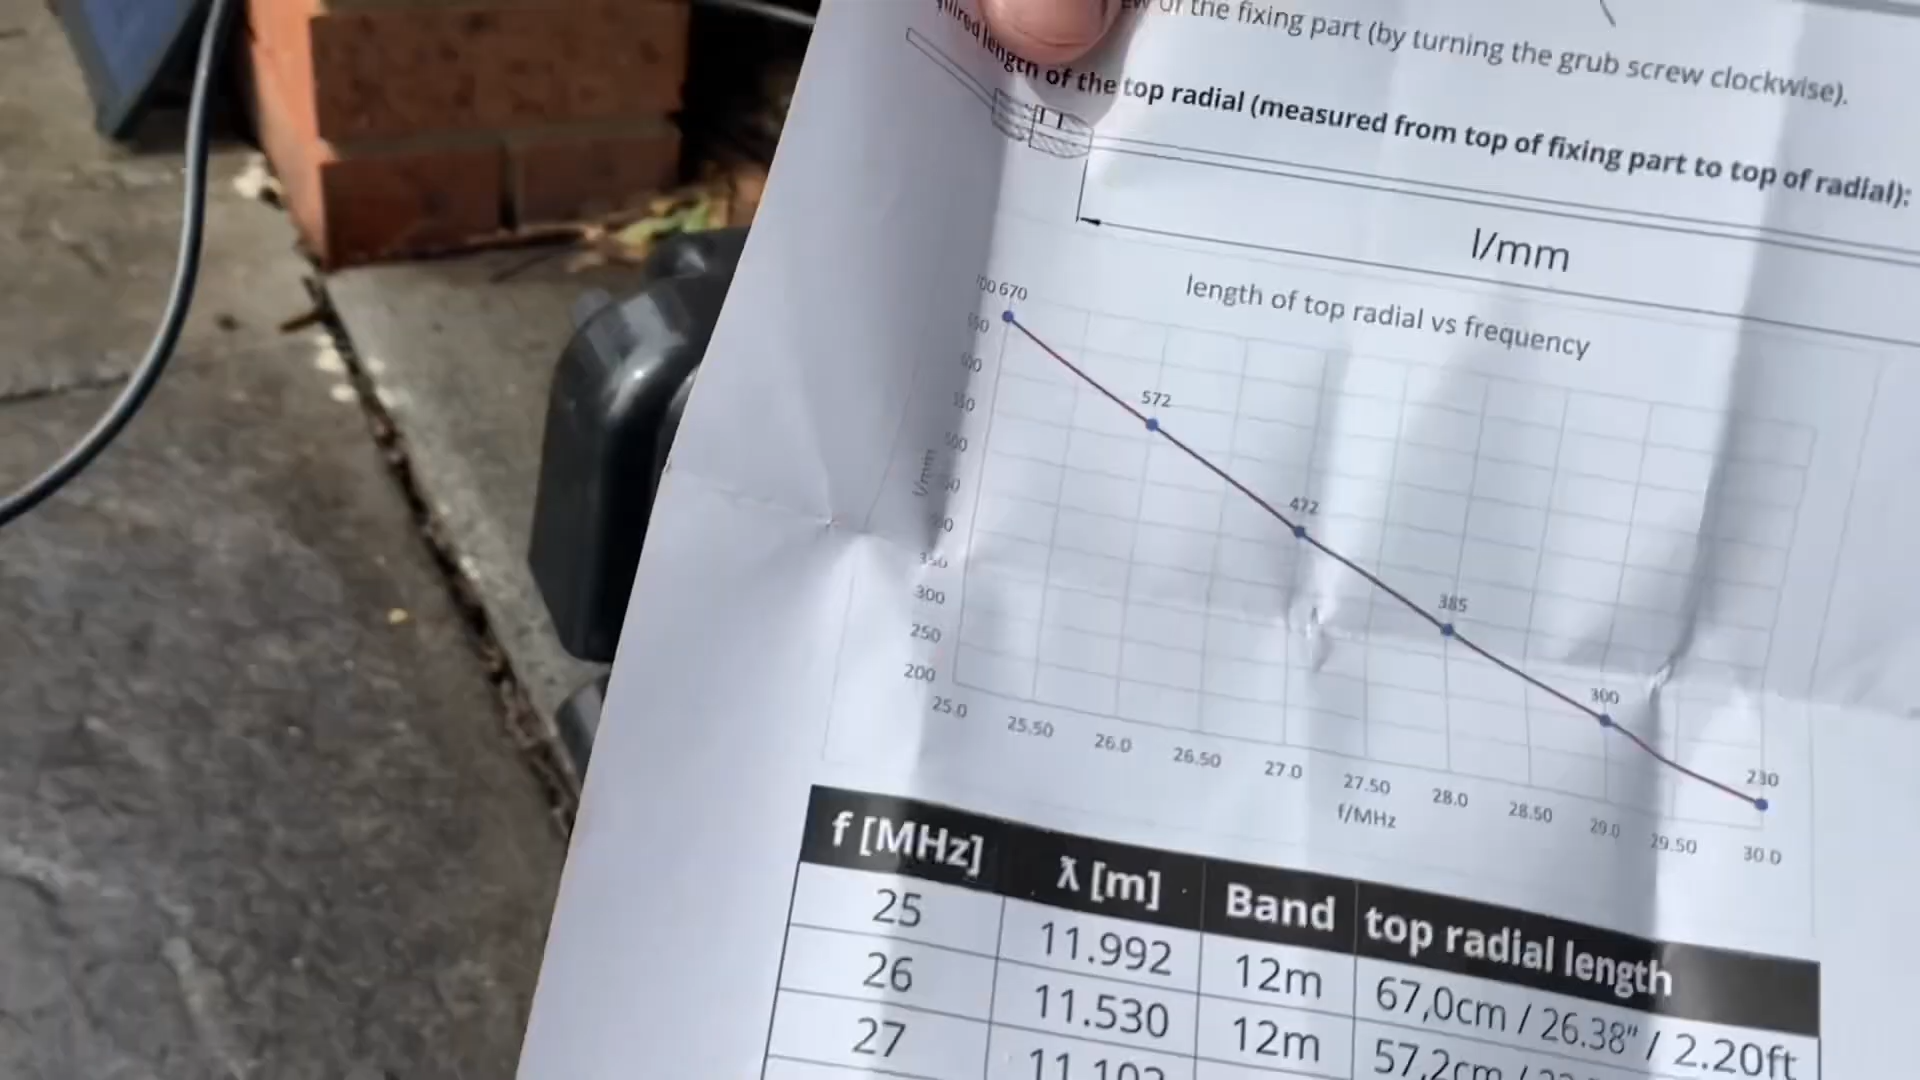 of the fixing part (by turning the grub screw clockwise).
length of the top radial (measured from top of fixing part to top of radial):
l/mm
length of top radial vs frequency
670
572
472
385
300
230
l/mm
350
300
250
200
25.0 25.50 26.0 26.50 27.0 27.50 28.0 28.50 29.0 29.50 30.0
f/MHz
f [MHz] λ [m] Band top radial length
25 11.992 12m 67,0cm / 26.38" / 2.20ft
26 11.530 12m 57,2cm /
27